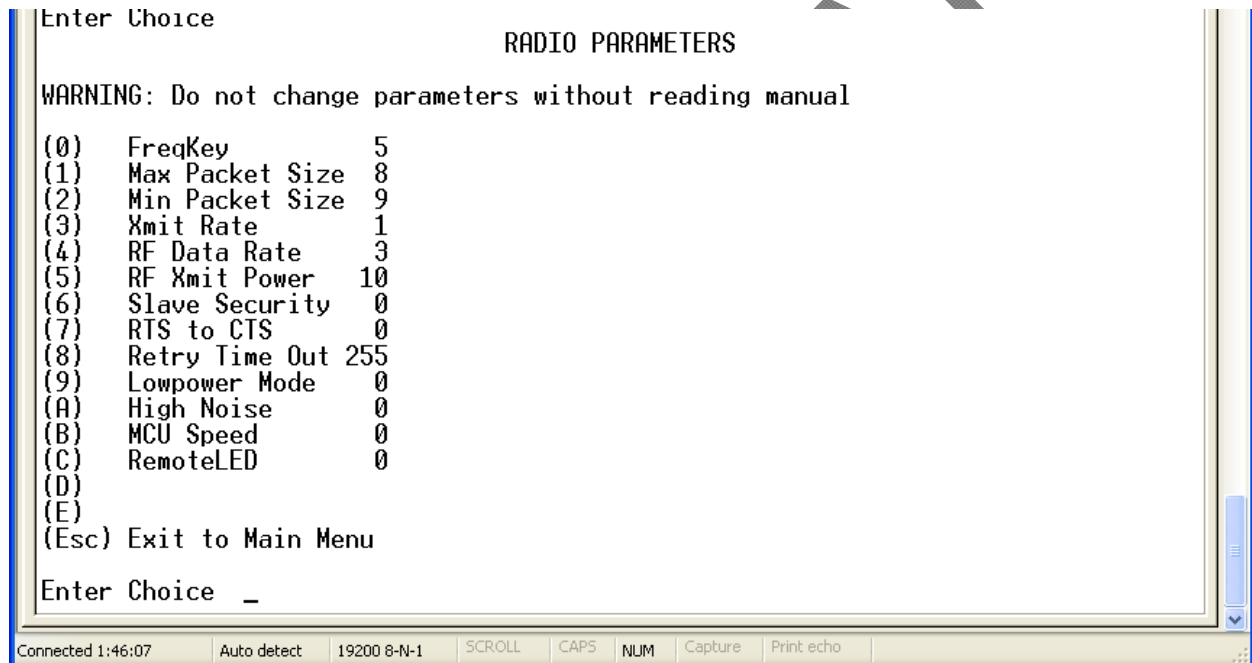 Enter Choice
RADIO PARAMETERS
WARNING: Do not change parameters without reading manual
(0) FreqKey 5
(1) Max Packet Size 8
(2) Min Packet Size 9
(3) Xmit Rate 1
(4) RF Data Rate 3
(5) RF Xmit Power 10
(6) Slave Security 0
(7) RTS to CTS 0
(8) Retry Time Out 255
(9) Lowpower Mode 0
(A) High Noise 0
(B) MCU Speed 0
(C) RemoteLED 0
(D)
(E)
(Esc) Exit to Main Menu
Enter Choice _
Connected 1:46:07 Auto detect 19200 8-N-1 SCROLL CAPS NUM Capture Print echo